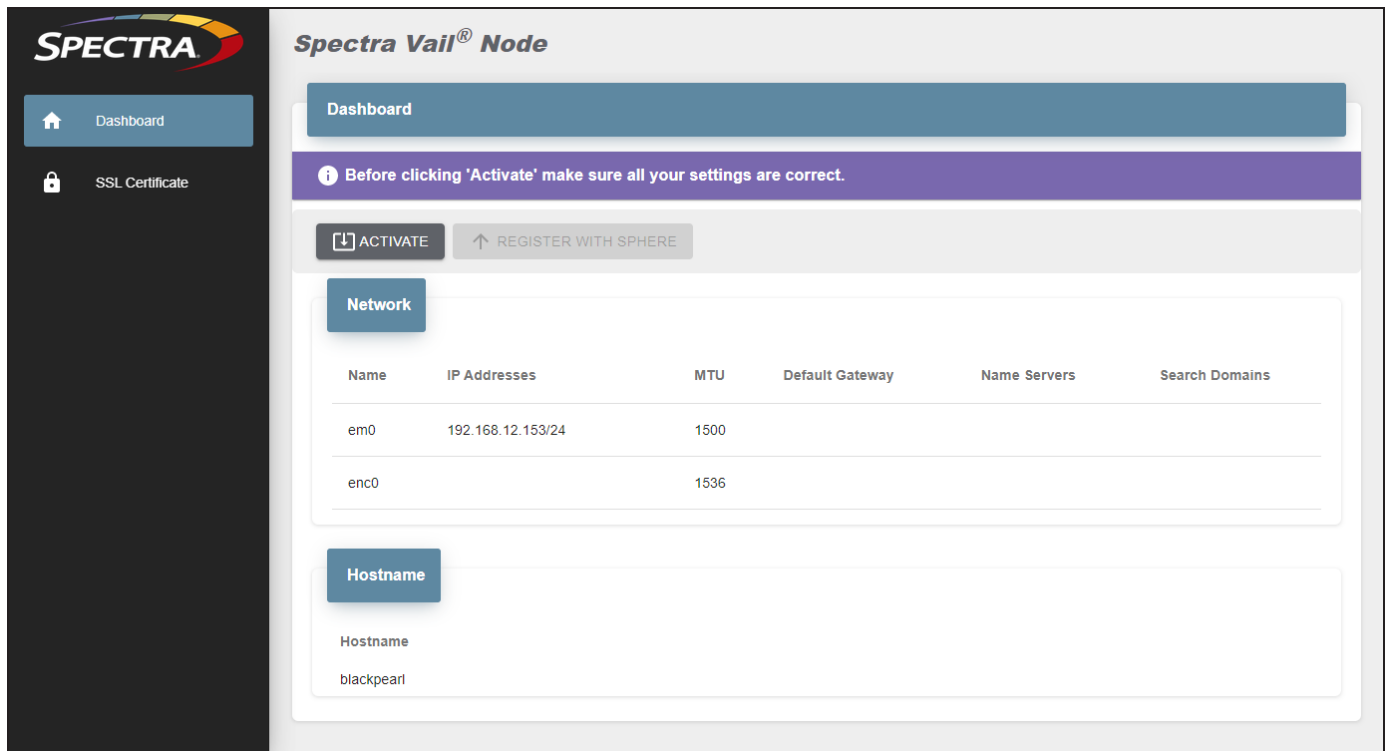 SPECTRA
Spectra Vail® Node
Dashboard
SSL Certificate
Dashboard
Before clicking 'Activate' make sure all your settings are correct.
ACTIVATE REGISTER WITH SPHERE
Network
Name IP Addresses MTU Default Gateway Name Servers Search Domains
em0 192.168.12.153/24 1500
enc0 1536
Hostname
Hostname
blackpearl